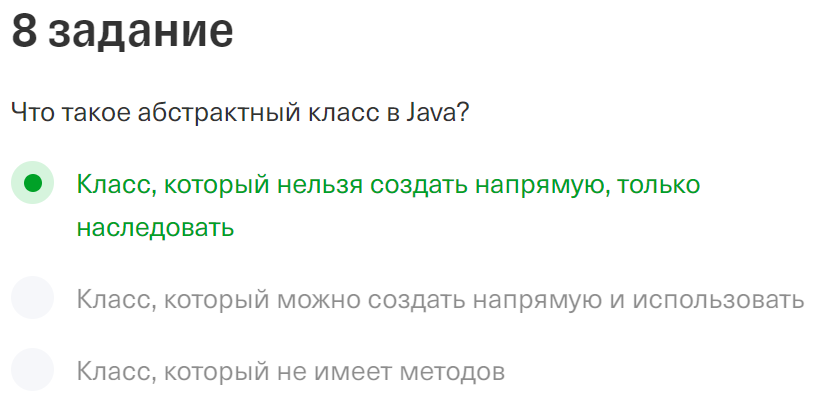 8 задание
Что такое абстрактный класс в Java?
Класс, который нельзя создать напрямую, только
наследовать
Класс, который можно создать напрямую и использовать
Класс, который не имеет методов